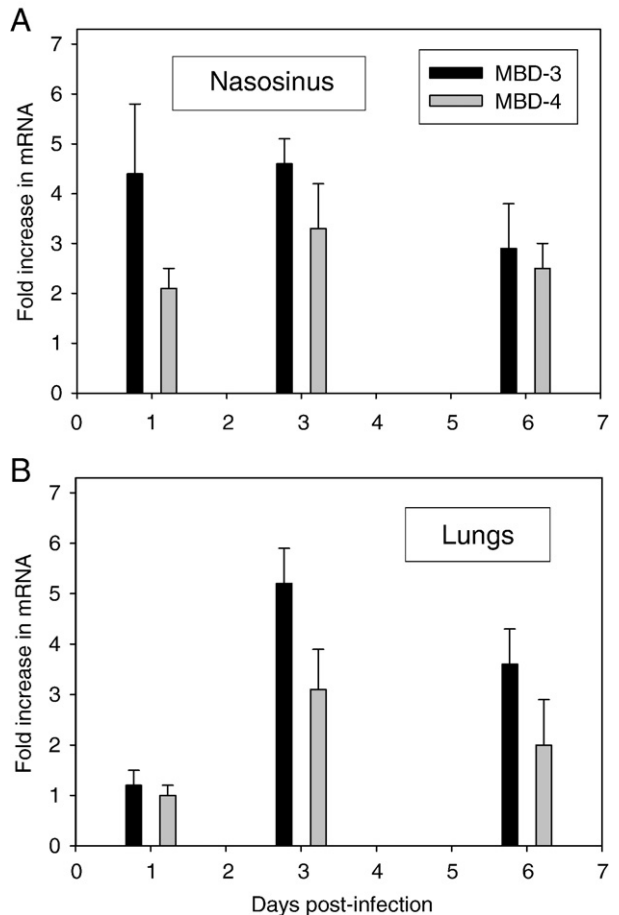 A
7
6
5
4
3
2
1
0
Fold increase in mRNA
Nasosinus
MBD-3
MBD-4
0 1 2 3 4 5 6 7
B
7
6
5
4
3
2
1
0
Fold increase in mRNA
Lungs
0 1 2 3 4 5 6 7
Days post-infection